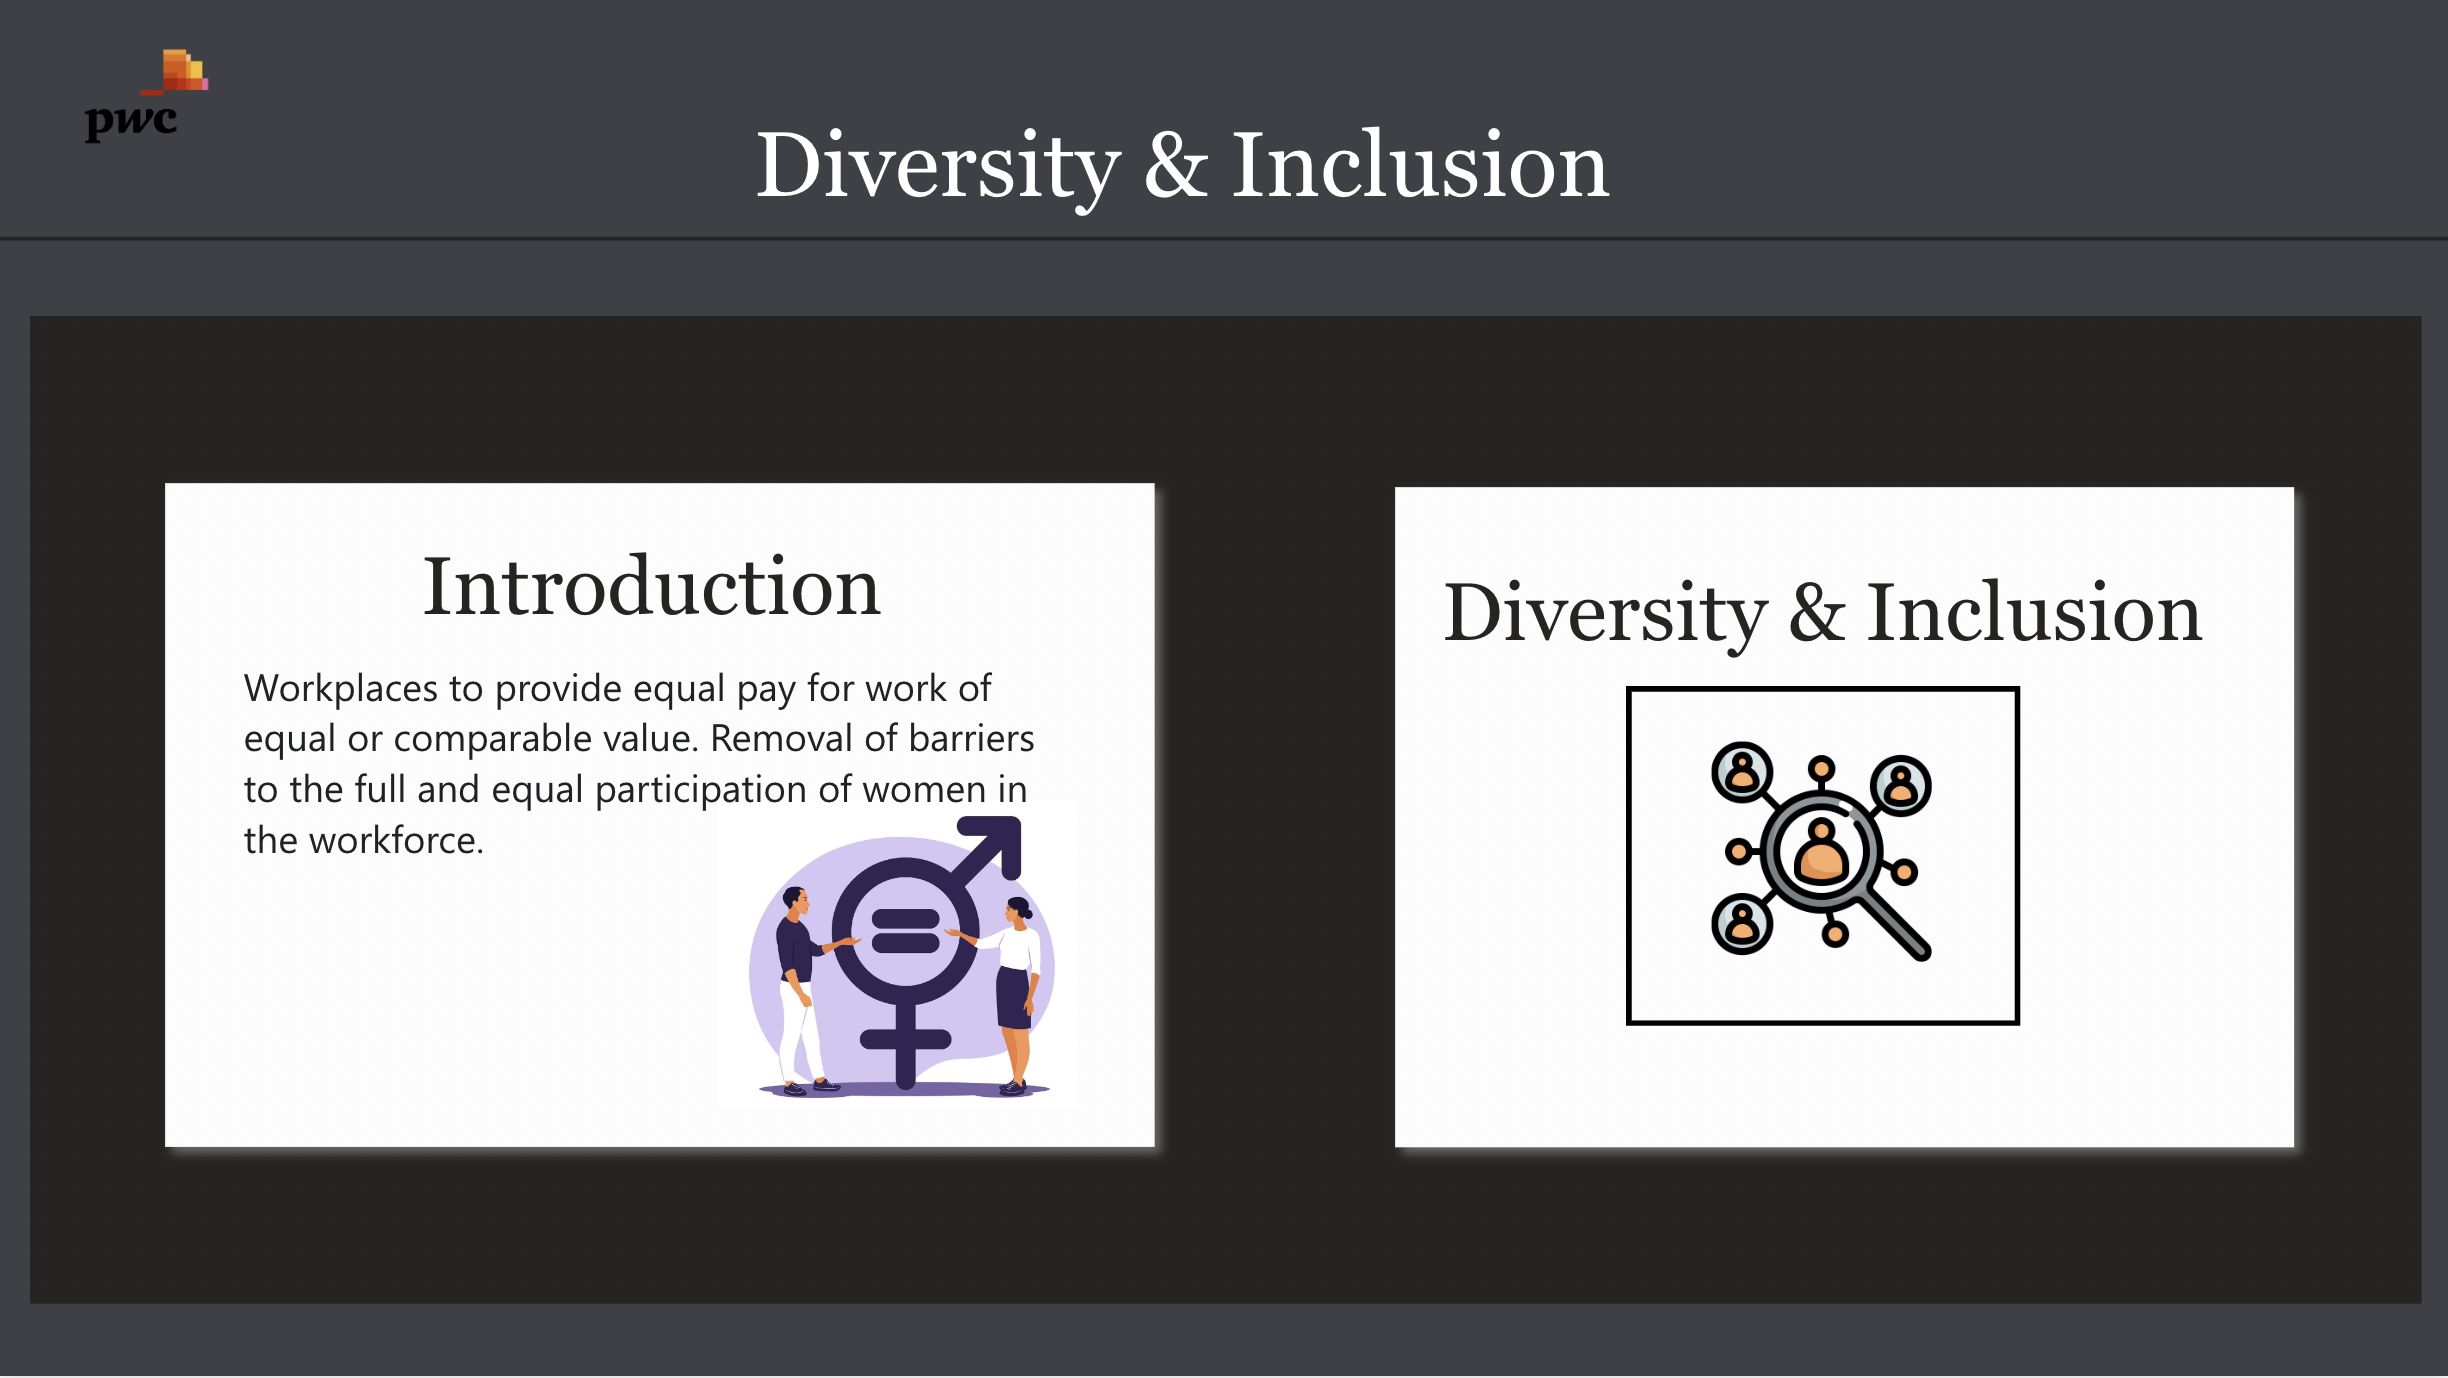 pwc
Diversity & Inclusion
Introduction
Workplaces to provide equal pay for work of
equal or comparable value. Removal of barriers
to the full and equal participation of women in
the workforce.
Diversity & Inclusion